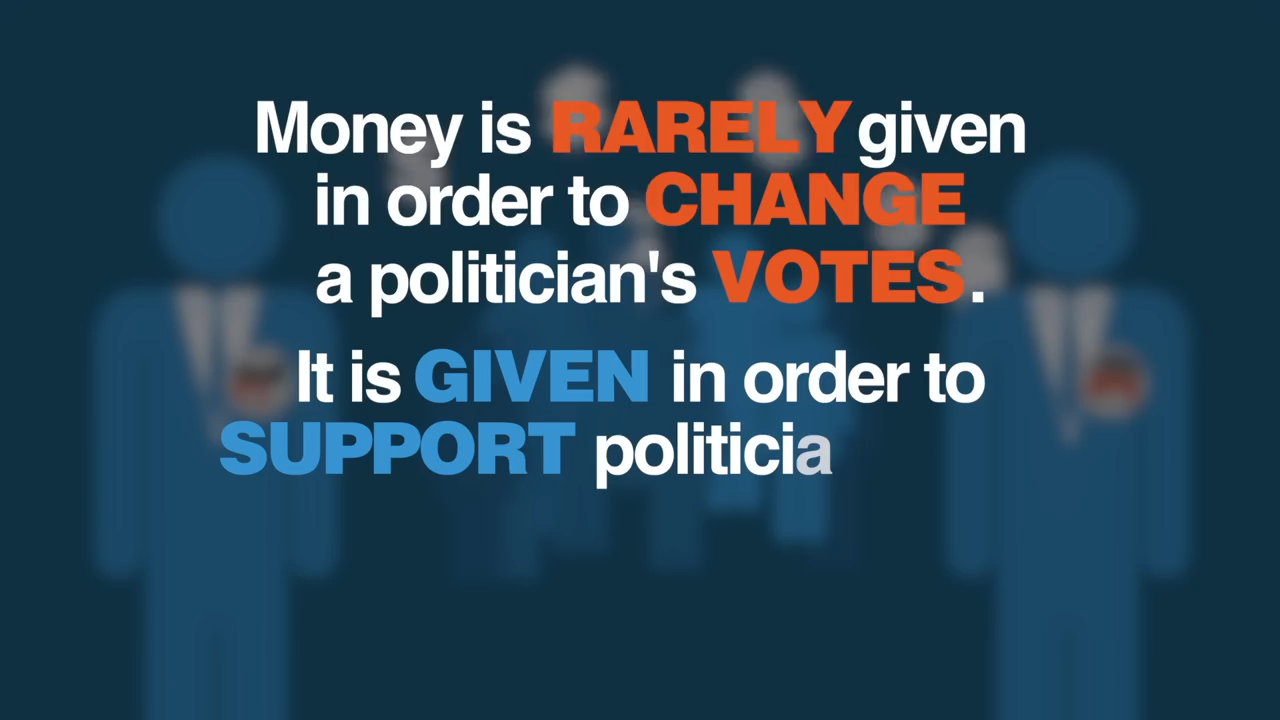 Money is RARELY given
in order to CHANGE
a politician's VOTES.
It is GIVEN in order to
SUPPORT politicia